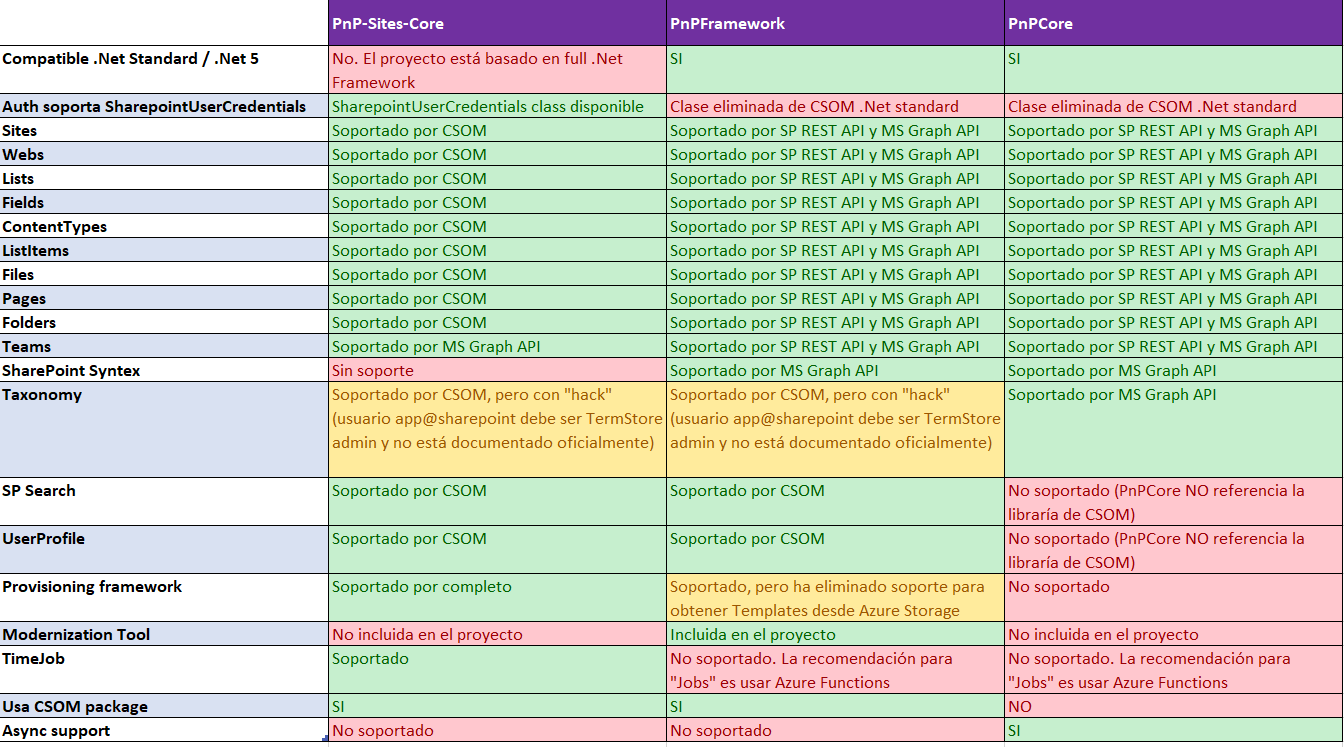 PnP-Sites-Core PnPFramework PnPCore
Compatible .Net Standard / .Net 5 No. El proyecto está basado en full .Net SI SI
Framework
Auth soporta SharepointUserCredentials SharepointUserCredentials class disponible Clase eliminada de CSOM .Net standard Clase eliminada de CSOM .Net standard
Sites Soportado por CSOM Soportado por SP REST API y MS Graph API Soportado por SP REST API y MS Graph API
Webs Soportado por CSOM Soportado por SP REST API y MS Graph API Soportado por SP REST API y MS Graph API
Lists Soportado por CSOM Soportado por SP REST API y MS Graph API Soportado por SP REST API y MS Graph API
Fields Soportado por CSOM Soportado por SP REST API y MS Graph API Soportado por SP REST API y MS Graph API
ContentTypes Soportado por CSOM Soportado por SP REST API y MS Graph API Soportado por SP REST API y MS Graph API
ListItems Soportado por CSOM Soportado por SP REST API y MS Graph API Soportado por SP REST API y MS Graph API
Files Soportado por CSOM Soportado por SP REST API y MS Graph API Soportado por SP REST API y MS Graph API
Pages Soportado por CSOM Soportado por SP REST API y MS Graph API Soportado por SP REST API y MS Graph API
Folders Soportado por CSOM Soportado por SP REST API y MS Graph API Soportado por SP REST API y MS Graph API
Teams Soportado por MS Graph API Soportado por SP REST API y MS Graph API Soportado por SP REST API y MS Graph API
SharePoint Syntex Sin soporte Soportado por MS Graph API Soportado por MS Graph API
Taxonomy Soportado por CSOM, pero con "hack" Soportado por CSOM, pero con "hack" Soportado por MS Graph API
(usuario app@sharepoint debe ser TermStore (usuario app@sharepoint debe ser TermStore
admin y no está documentado oficialmente) admin y no está documentado oficialmente)
SP Search Soportado por CSOM Soportado por CSOM No soportado (PnPCore NO referencia la
libraría de CSOM)
UserProfile Soportado por CSOM Soportado por CSOM No soportado (PnPCore NO referencia la
libraría de CSOM)
Provisioning framework Soportado por completo Soportado, pero ha eliminado soporte para No soportado
obtener Templates desde Azure Storage
Modernization Tool No incluida en el proyecto Incluida en el proyecto No incluida en el proyecto
TimeJob Soportado No soportado. La recomendación para No soportado. La recomendación para
"Jobs" es usar Azure Functions "Jobs" es usar Azure Functions
Usa CSOM package SI SI NO
Async support No soportado No soportado SI